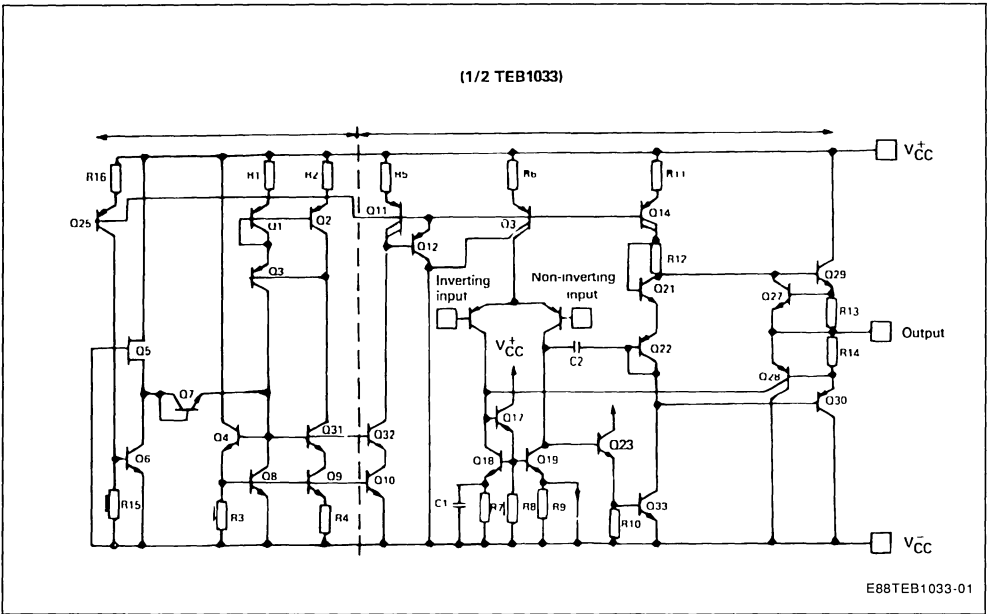 (1/2 TEB1033)
V+CC
R16
R1
R2
R5
R6
R11
Q25
Q1
Q2
Q11
Q12
Q3
Q14
R12
Q3
Inverting
input
Non-inverting
input
Q21
Q29
Q27
R13
Output
V+CC
C2
Q22
R14
Q5
Q7
Q28
Q30
Q17
Q4
Q31
Q32
Q23
Q6
Q8
Q9
Q10
Q18
Q19
R15
R3
R4
C1
R7
R8
R9
R10
Q33
V-CC
E88TEB1033-01